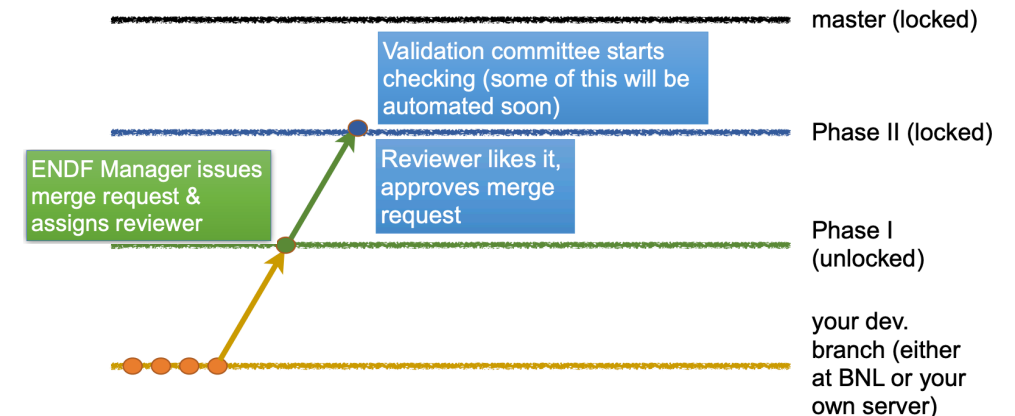 master (locked)
Validation committee starts
checking (some of this will be
automated soon)
Phase II (locked)
ENDF Manager issues
merge request &
assigns reviewer
Reviewer likes it,
approves merge
request
Phase I
(unlocked)
your dev.
branch (either
at BNL or your
own server)